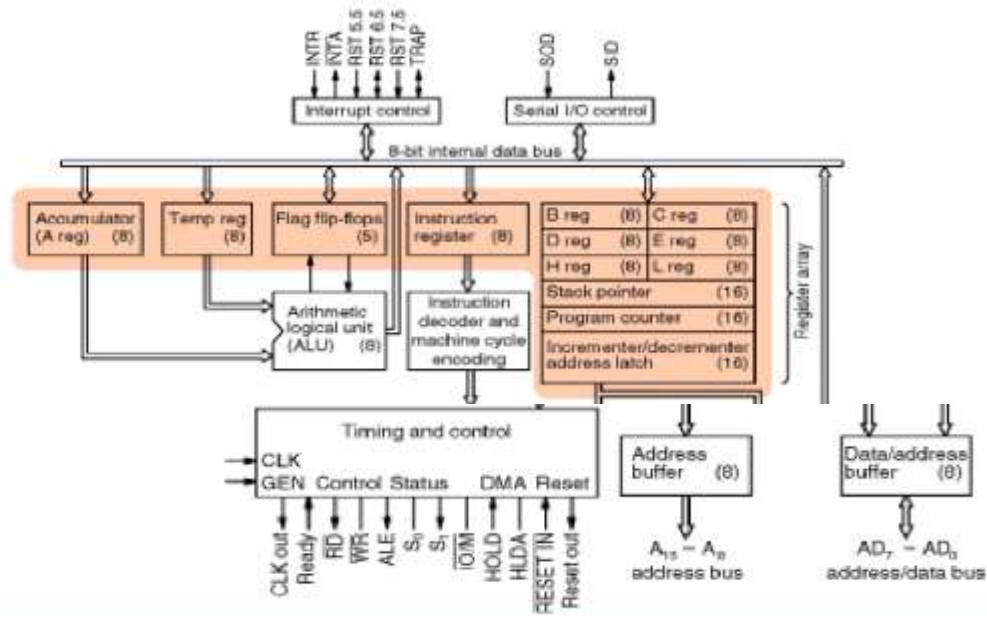 INTR
INTA
RST 5.5
RST 6.5
RST 7.5
TRAP
SOD
SID
Interrupt control
Serial I/O control
8-bit internal data bus
Accumulator
(A reg) (8)
Temp reg
(8)
Flag flip-flops
(5)
Instruction
register (8)
B reg (8) C reg (8)
D reg (8) E reg (8)
H reg (8) L reg (8)
Stack pointer (16)
Program counter (16)
Incrementer/decrementer
address latch (16)
Register array
Arithmetic
logical unit
(ALU) (8)
Instruction
decoder and
machine cycle
encoding
Timing and control
CLK
GEN Control Status DMA Reset
CLK out
Ready
RD
WR
ALE
S₀
S₁
IO/M
HOLD
HLDA
RESET IN
Reset out
Address
buffer (8)
A₁₅ – A₈
address bus
Data/address
buffer (8)
AD₇ – AD₀
address/data bus